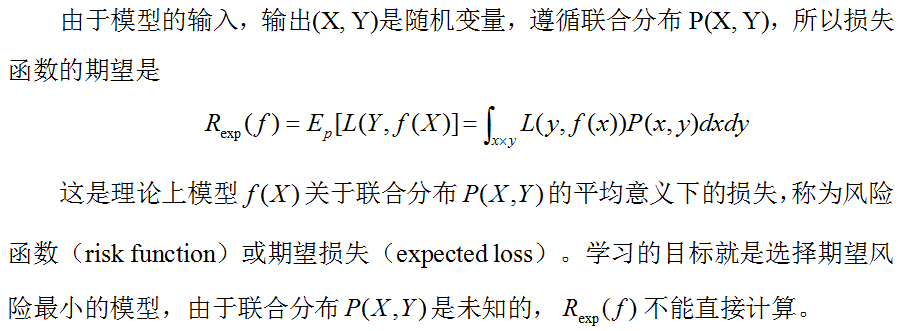 由于模型的输入，输出(X, Y)是随机变量，遵循联合分布 P(X, Y)，所以损失
函数的期望是
R_exp(f) = E_p[L(Y, f(X)] = ∫_{x×y} L(y, f(x))P(x, y)dxdy
这是理论上模型 f(X) 关于联合分布 P(X,Y) 的平均意义下的损失，称为风险
函数（risk function）或期望损失（expected loss）。学习的目标就是选择期望风
险最小的模型，由于联合分布 P(X,Y) 是未知的， R_exp(f) 不能直接计算。